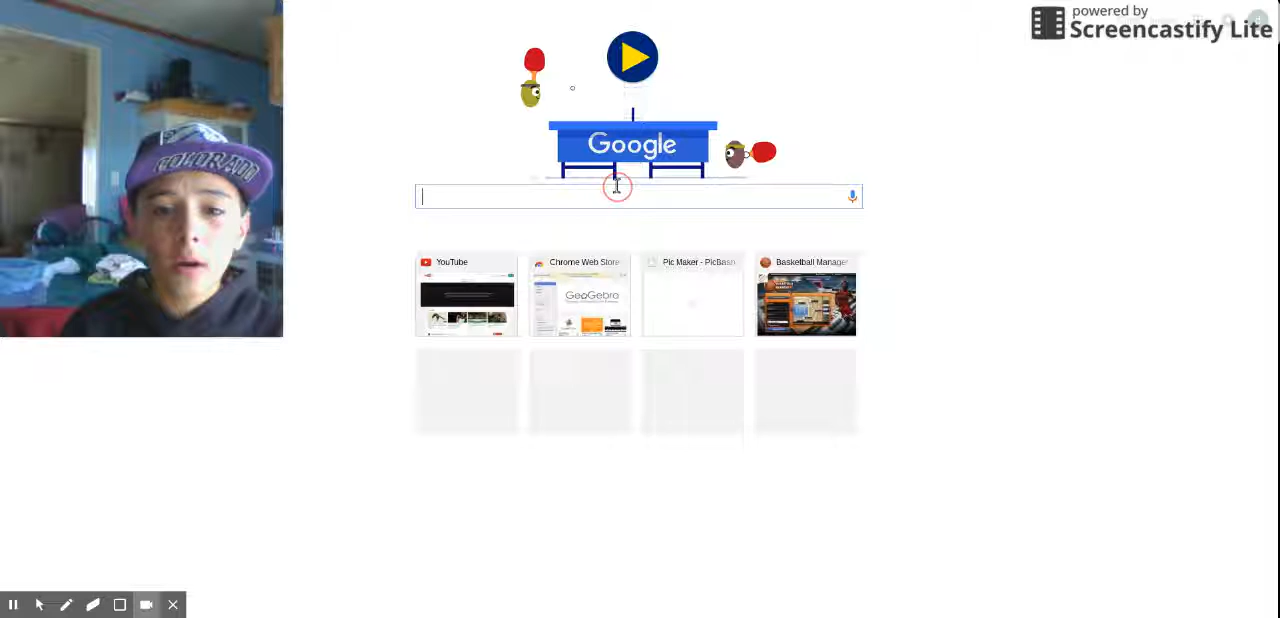 powered by
Screencastify Lite
COLORADO
Google
YouTube
Chrome Web Store
Pic Maker - PicBasn
Basketball Manager
GeoGebra